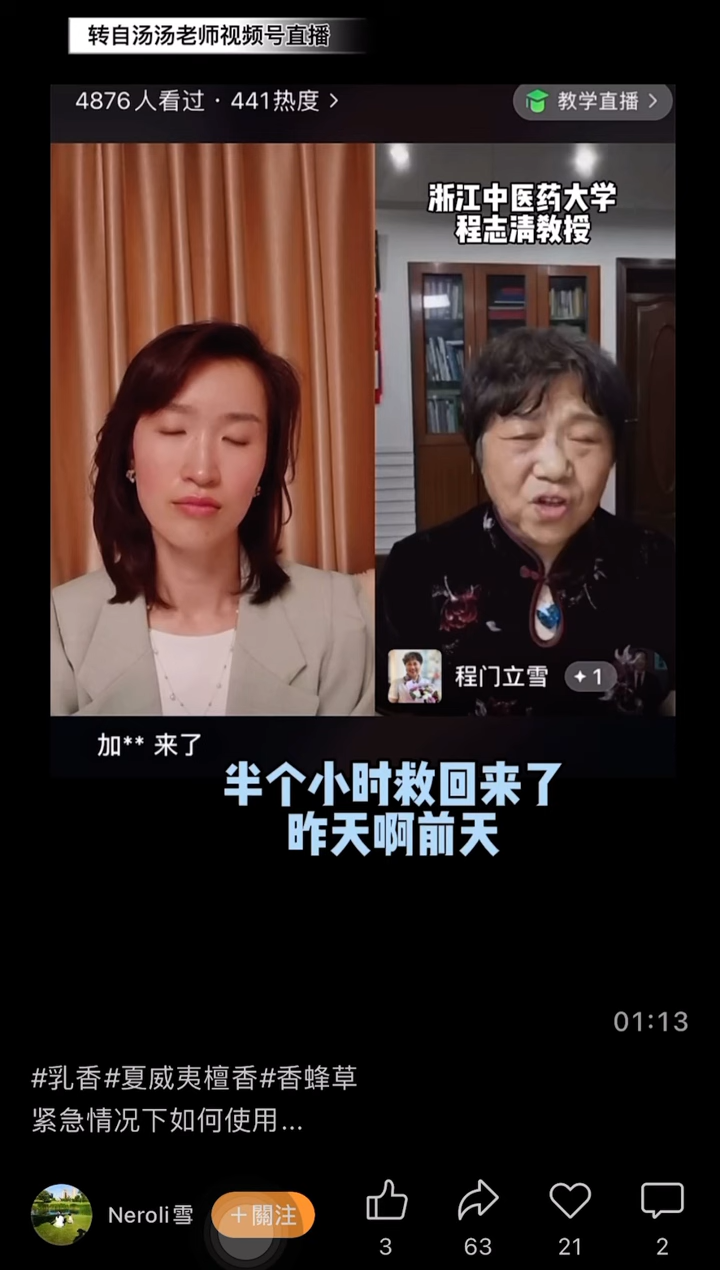 转自汤汤老师视频号直播
4876人看过 · 441热度 >
教学直播 >
浙江中医药大学
程志清教授
程门立雪
1
加** 来了
半个小时救回来了
昨天啊前天
01:13
#乳香#夏威夷檀香#香蜂草
紧急情况下如何使用...
Neroli雪
+關注
3
63
21
2